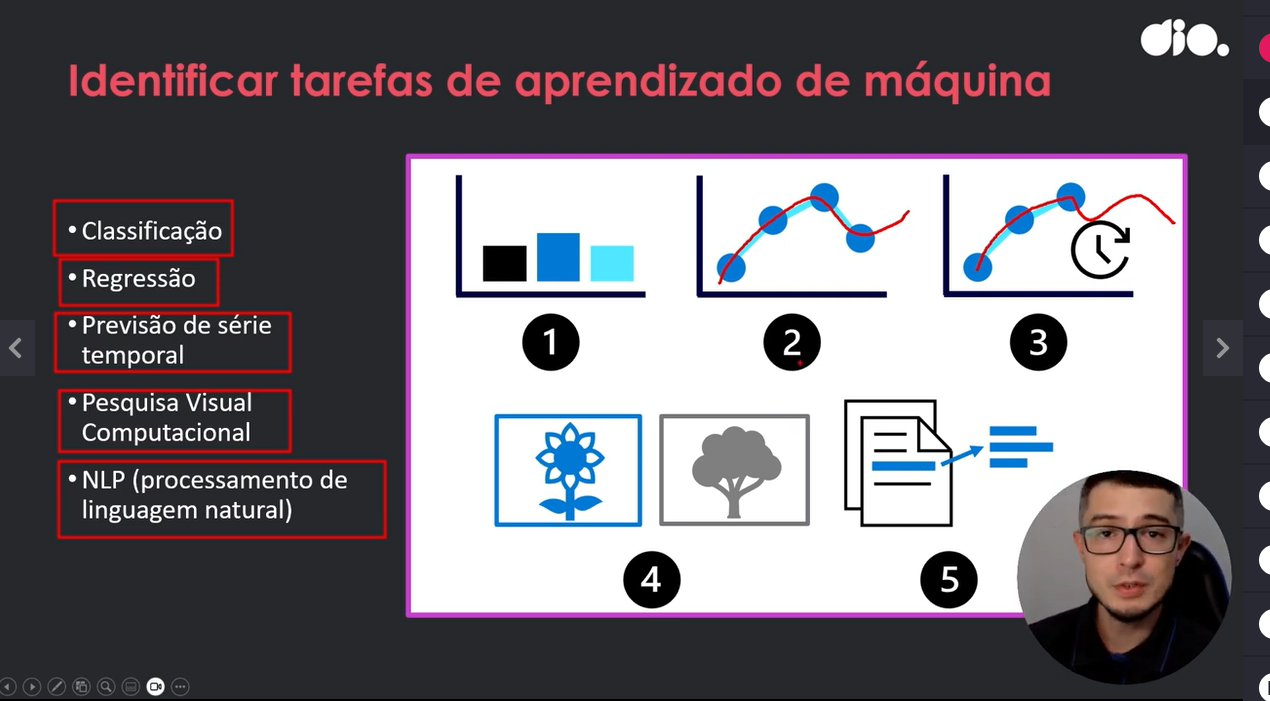 dio.
Identificar tarefas de aprendizado de máquina
• Classificação
• Regressão
• Previsão de série
temporal
• Pesquisa Visual
Computacional
• NLP (processamento de
linguagem natural)
1
2
3
4
5